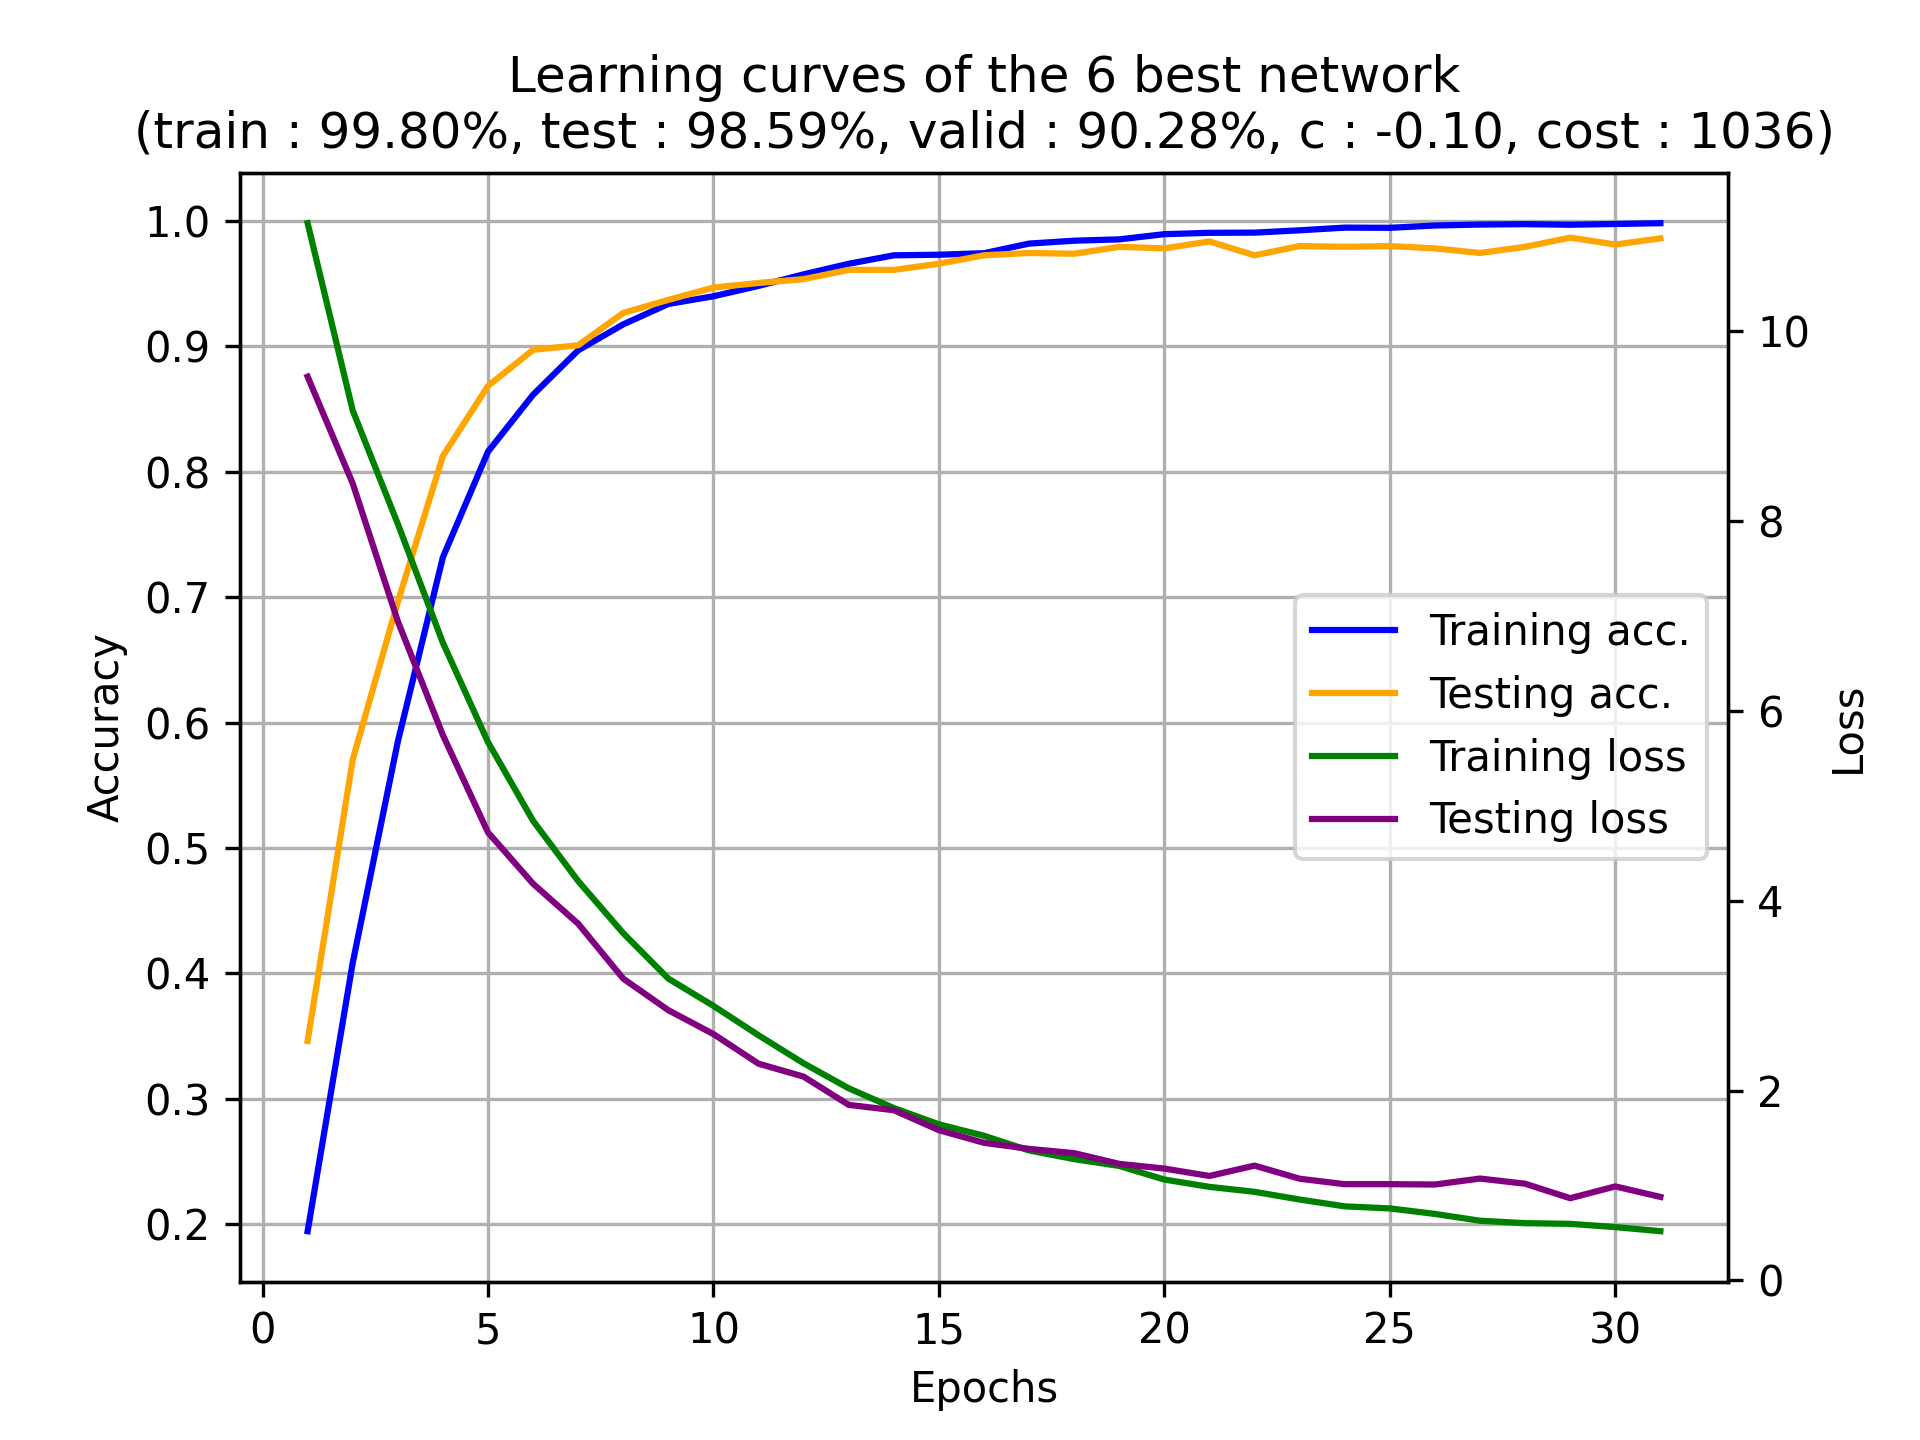 Learning curves of the 6 best network
(train : 99.80%, test : 98.59%, valid : 90.28%, c : -0.10, cost : 1036)
1.0
0.9
0.8
0.7
0.6
0.5
0.4
0.3
0.2
Accuracy
10
8
6
4
2
0
Loss
Training acc.
Testing acc.
Training loss
Testing loss
0 5 10 15 20 25 30
Epochs